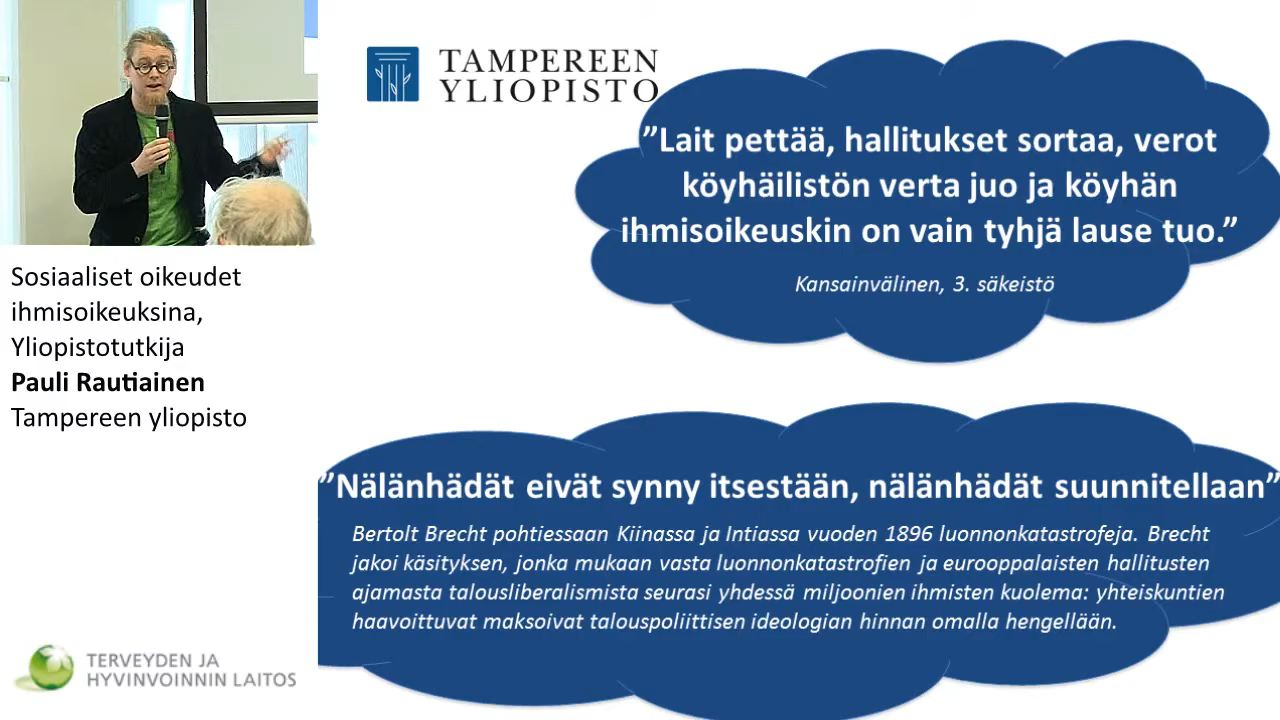 TAMPEREEN
YLIOPISTO
”Lait pettää, hallitukset sortaa, verot
köyhäilistön verta juo ja köyhän
ihmisoikeuskin on vain tyhjä lause tuo.”
Kansainvälinen, 3. säkeistö
Sosiaaliset oikeudet
ihmisoikeuksina,
Yliopistotutkija
Pauli Rautiainen
Tampereen yliopisto
”Nälänhädät eivät synny itsestään, nälänhädät suunnitellaan”
Bertolt Brecht pohtiessaan Kiinassa ja Intiassa vuoden 1896 luonnonkatastrofeja. Brecht
jakoi käsityksen, jonka mukaan vasta luonnonkatastrofien ja eurooppalaisten hallitusten
ajamasta talousliberalismista seurasi yhdessä miljoonien ihmisten kuolema: yhteiskuntien
haavoittuvat maksoivat talouspoliittisen ideologian hinnan omalla hengellään.
TERVEYDEN JA
HYVINVOINNIN LAITOS